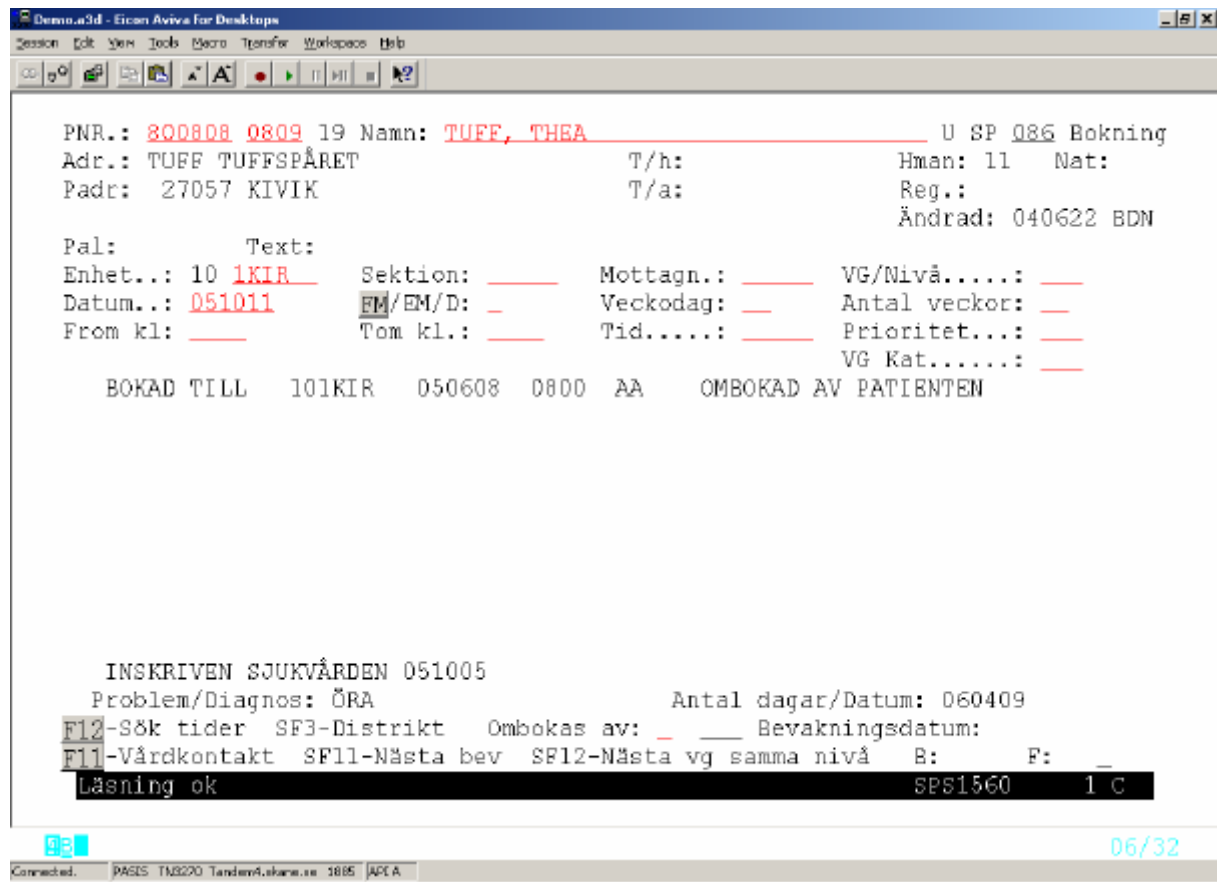 Demo.a3d - Eicon Aviva for Desktops
Session Edit View Tools Macro Transfer Workspace Help
PNR.: 800808 0809 19 Namn: TUFF, THEA U SP 086 Bokning
Adr.: TUFF TUFFSPÅRET T/h: Hman: 11 Nat:
Padr: 27057 KIVIK T/a: Reg.:
Ändrad: 040622 BDN
Pal: Text:
Enhet..: 10 1KIR Sektion: Mottagn.: VG/Nivå.....:
Datum..: 051011 FM/EM/D: Veckodag: Antal veckor:
From kl: Tom kl.: Tid.....: Prioritet...:
VG Kat......:
BOKAD TILL 101KIR 050608 0800 AA OMBOKAD AV PATIENTEN
INSKRIVEN SJUKVÅRDEN 051005
Problem/Diagnos: ÖRA Antal dagar/Datum: 060409
F12-Sök tider SF3-Distrikt Ombokas av: Bevakningsdatum:
F11-Vårdkontakt SF11-Nästa bev SF12-Nästa vg samma nivå B: F:
Läsning ok SPS1560 1 C
4B 06/32
Connected. PASIS TN3270 Tandem4.skane.se 1885